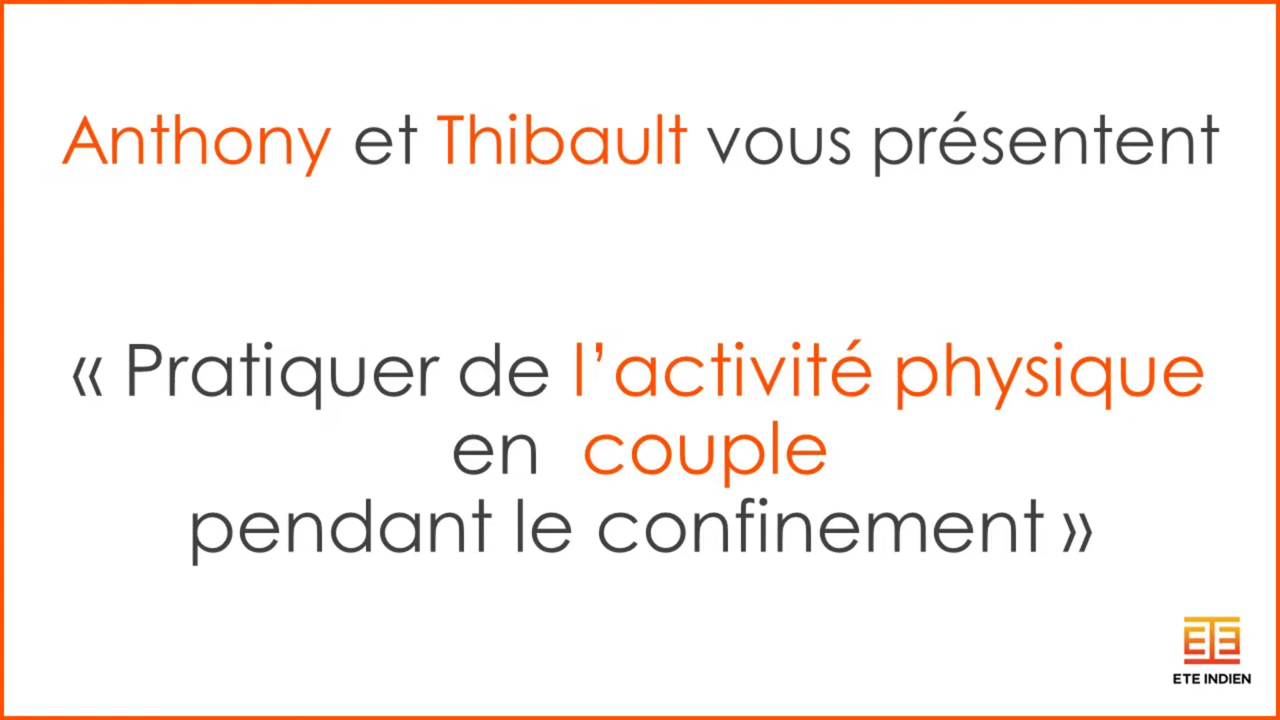 Anthony et Thibault vous présentent
« Pratiquer de l’activité physique
en couple
pendant le confinement »
ETE INDIEN